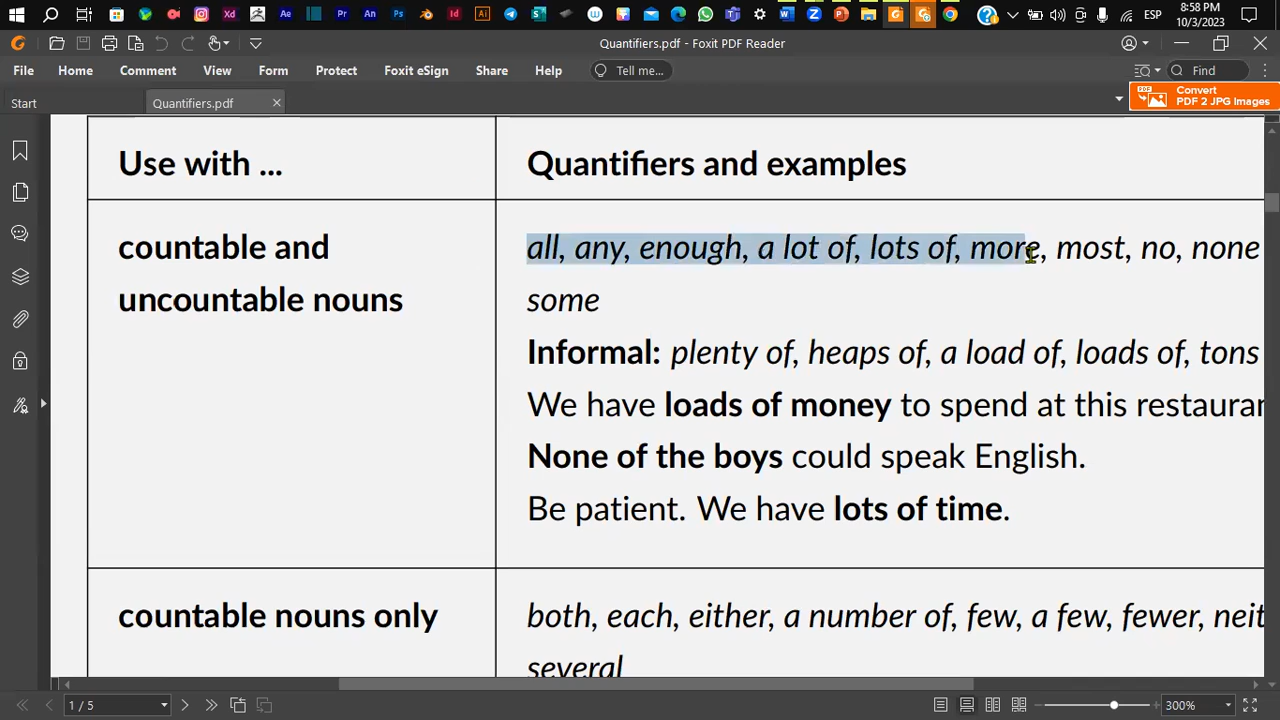 8:58 PM
ESP
10/3/2023
Quantifiers.pdf - Foxit PDF Reader
File Home Comment View Form Protect Foxit eSign Share Help Tell me... Find
Start Quantifiers.pdf
Convert
PDF 2 JPG Images
Use with ... Quantifiers and examples
countable and all, any, enough, a lot of, lots of, more, most, no, none
uncountable nouns some
Informal: plenty of, heaps of, a load of, loads of, tons
We have loads of money to spend at this restaurar
None of the boys could speak English.
Be patient. We have lots of time.
countable nouns only both, each, either, a number of, few, a few, fewer, neit
several
1 / 5 300%